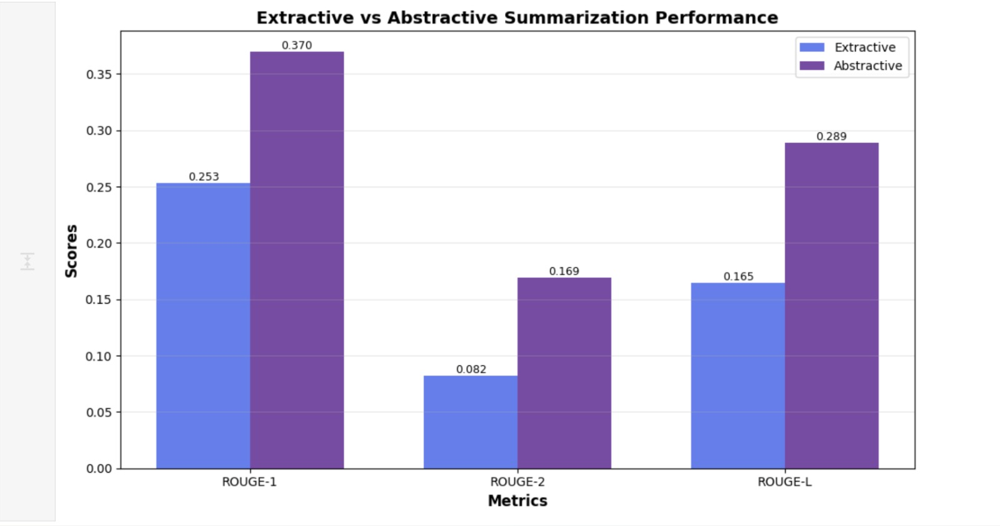 Extractive vs Abstractive Summarization Performance
Extractive
Abstractive
Scores
0.35
0.30
0.25
0.20
0.15
0.10
0.05
0.00
0.253
0.370
0.082
0.169
0.165
0.289
ROUGE-1
ROUGE-2
ROUGE-L
Metrics